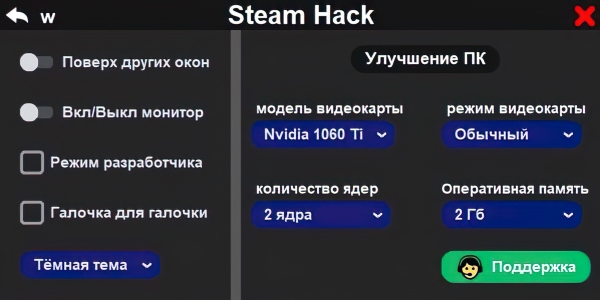 w
Steam Hack
Поверх других окон
Вкл/Выкл монитор
Режим разработчика
Галочка для галочки
Тёмная тема
Улучшение ПК
модель видеокарты
режим видеокарты
Nvidia 1060 Ti
Обычный
количество ядер
Оперативная память
2 ядра
2 Гб
Поддержка